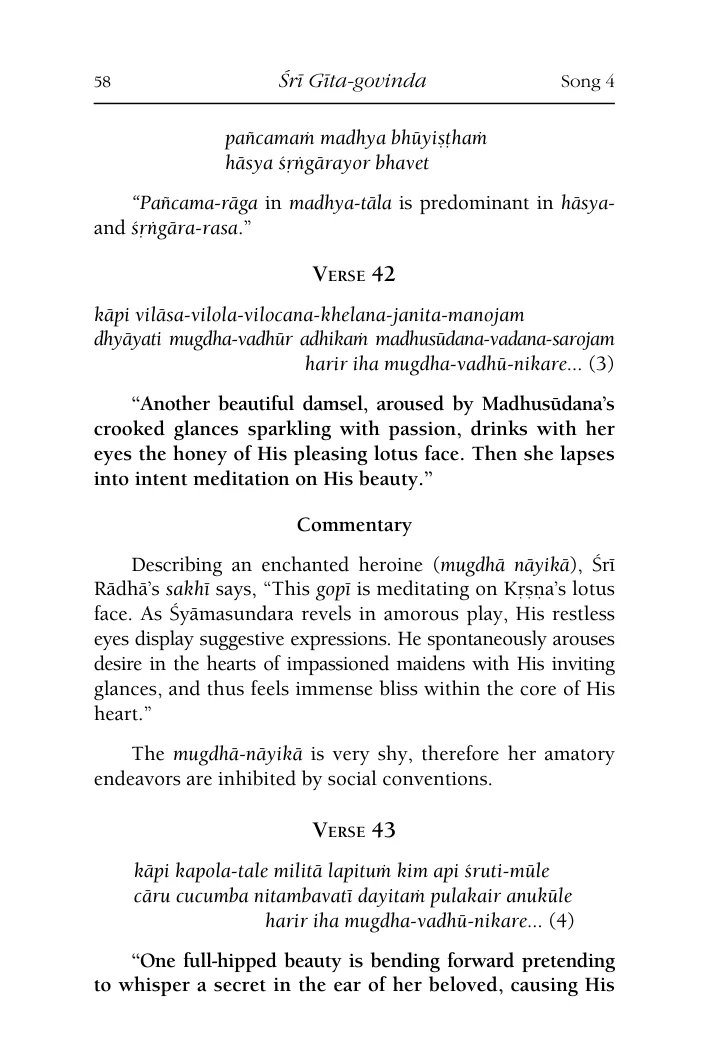 58 Śrī Gīta-govinda Song 4
pañcamaṁ madhya bhūyiṣṭhaṁ
hāsya śṛṅgārayor bhavet
“Pañcama-rāga in madhya-tāla is predominant in hāsya-
and śṛṅgāra-rasa.”
Verse 42
kāpi vilāsa-vilola-vilocana-khelana-janita-manojam
dhyāyati mugdha-vadhūr adhikaṁ madhusūdana-vadana-sarojam
harir iha mugdha-vadhū-nikare... (3)
“Another beautiful damsel, aroused by Madhusūdana’s
crooked glances sparkling with passion, drinks with her
eyes the honey of His pleasing lotus face. Then she lapses
into intent meditation on His beauty.”
Commentary
Describing an enchanted heroine (mugdhā nāyikā), Śrī
Rādhā’s sakhī says, “This gopī is meditating on Kṛṣṇa’s lotus
face. As Śyāmasundara revels in amorous play, His restless
eyes display suggestive expressions. He spontaneously arouses
desire in the hearts of impassioned maidens with His inviting
glances, and thus feels immense bliss within the core of His
heart.”
The mugdhā-nāyikā is very shy, therefore her amatory
endeavors are inhibited by social conventions.
Verse 43
kāpi kapola-tale militā lapituṁ kim api śruti-mūle
cāru cucumba nitambavatī dayitaṁ pulakair anukūle
harir iha mugdha-vadhū-nikare... (4)
“One full-hipped beauty is bending forward pretending
to whisper a secret in the ear of her beloved, causing His